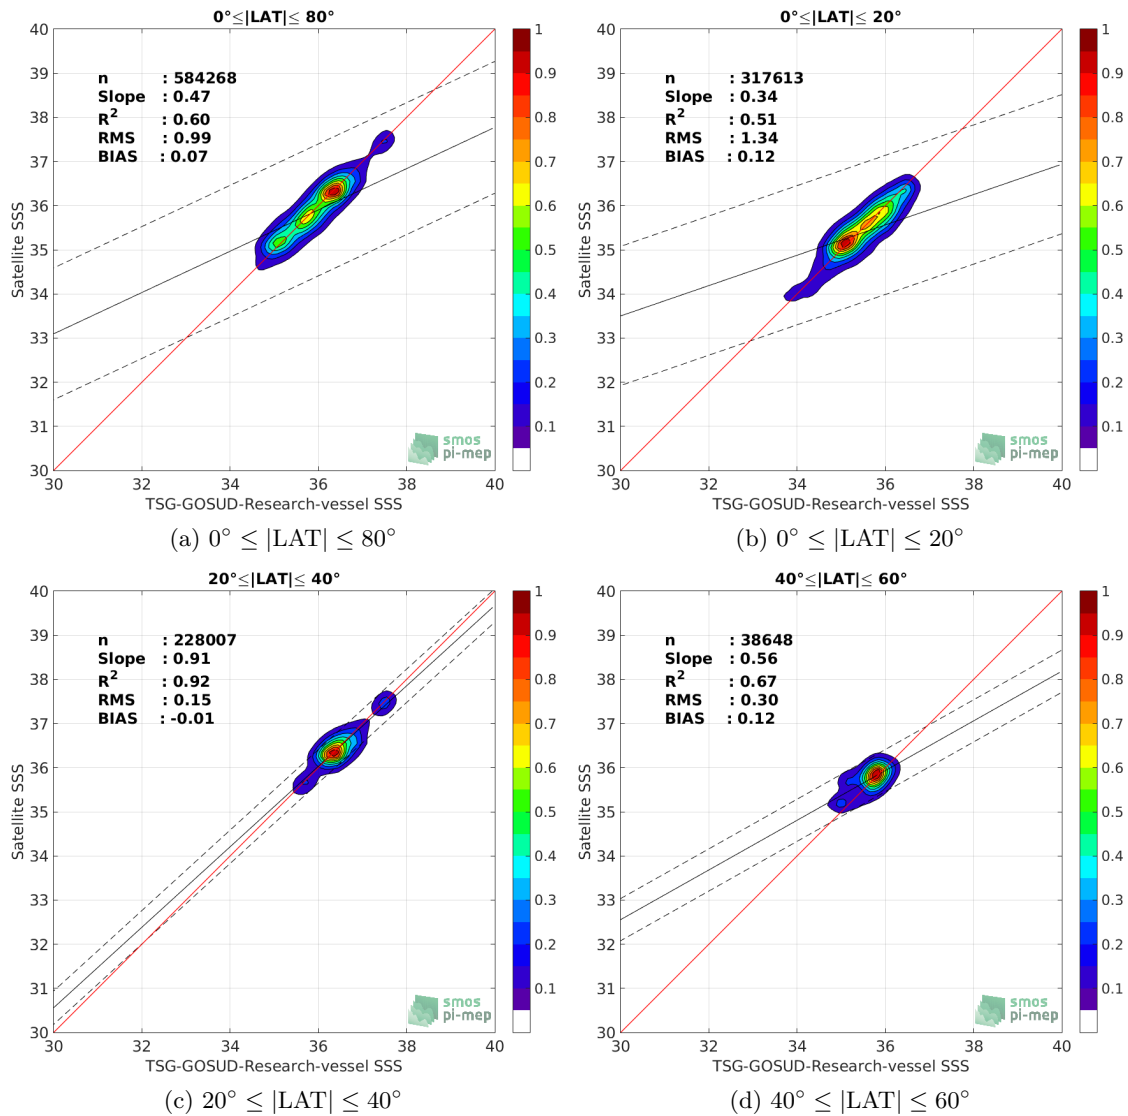 0°≤|LAT|≤ 80°
n : 584268
Slope : 0.47
R² : 0.60
RMS : 0.99
BIAS : 0.07
40
39
38
37
36
35
34
33
32
31
30
30
32
34
36
38
40
Satellite SSS
TSG-GOSUD-Research-vessel SSS
1
0.9
0.8
0.7
0.6
0.5
0.4
0.3
0.2
0.1
smos
pi-mep
(a) 0° ≤ |LAT| ≤ 80°
0°≤|LAT|≤ 20°
n : 317613
Slope : 0.34
R² : 0.51
RMS : 1.34
BIAS : 0.12
40
39
38
37
36
35
34
33
32
31
30
30
32
34
36
38
40
Satellite SSS
TSG-GOSUD-Research-vessel SSS
1
0.9
0.8
0.7
0.6
0.5
0.4
0.3
0.2
0.1
smos
pi-mep
(b) 0° ≤ |LAT| ≤ 20°
20°≤|LAT|≤ 40°
n : 228007
Slope : 0.91
R² : 0.92
RMS : 0.15
BIAS : -0.01
40
39
38
37
36
35
34
33
32
31
30
30
32
34
36
38
40
Satellite SSS
TSG-GOSUD-Research-vessel SSS
1
0.9
0.8
0.7
0.6
0.5
0.4
0.3
0.2
0.1
smos
pi-mep
(c) 20° ≤ |LAT| ≤ 40°
40°≤|LAT|≤ 60°
n : 38648
Slope : 0.56
R² : 0.67
RMS : 0.30
BIAS : 0.12
40
39
38
37
36
35
34
33
32
31
30
30
32
34
36
38
40
Satellite SSS
TSG-GOSUD-Research-vessel SSS
1
0.9
0.8
0.7
0.6
0.5
0.4
0.3
0.2
0.1
smos
pi-mep
(d) 40° ≤ |LAT| ≤ 60°